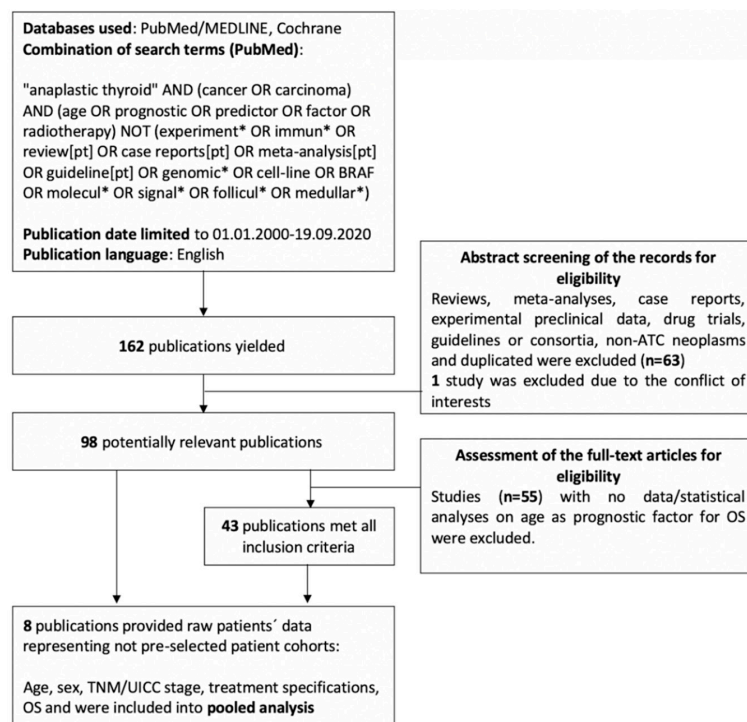 Databases used: PubMed/MEDLINE, Cochrane
Combination of search terms (PubMed):
"anaplastic thyroid" AND (cancer OR carcinoma)
AND (age OR prognostic OR predictor OR factor OR
radiotherapy) NOT (experiment* OR immun* OR
review[pt] OR case reports[pt] OR meta-analysis[pt]
OR guideline[pt] OR genomic* OR cell-line OR BRAF
OR molecul* OR signal* OR follicul* OR medullar*)
Publication date limited to 01.01.2000-19.09.2020
Publication language: English
162 publications yielded
Abstract screening of the records for
eligibility
Reviews, meta-analyses, case reports,
experimental preclinical data, drug trials,
guidelines or consortia, non-ATC neoplasms
and duplicated were excluded (n=63)
1 study was excluded due to the conflict of
interests
98 potentially relevant publications
Assessment of the full-text articles for
eligibility
Studies (n=55) with no data/statistical
analyses on age as prognostic factor for OS
were excluded.
43 publications met all
inclusion criteria
8 publications provided raw patients´ data
representing not pre-selected patient cohorts:
Age, sex, TNM/UICC stage, treatment specifications,
OS and were included into pooled analysis